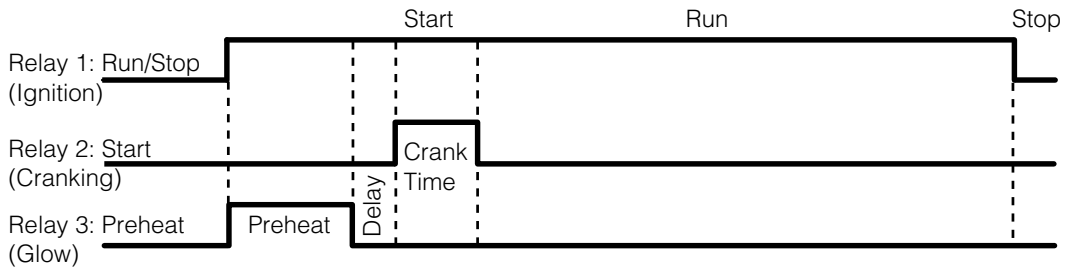 Start Run Stop
Relay 1: Run/Stop
(Ignition)
Relay 2: Start
(Cranking)
Crank
Time
Delay
Relay 3: Preheat
(Glow)
Preheat